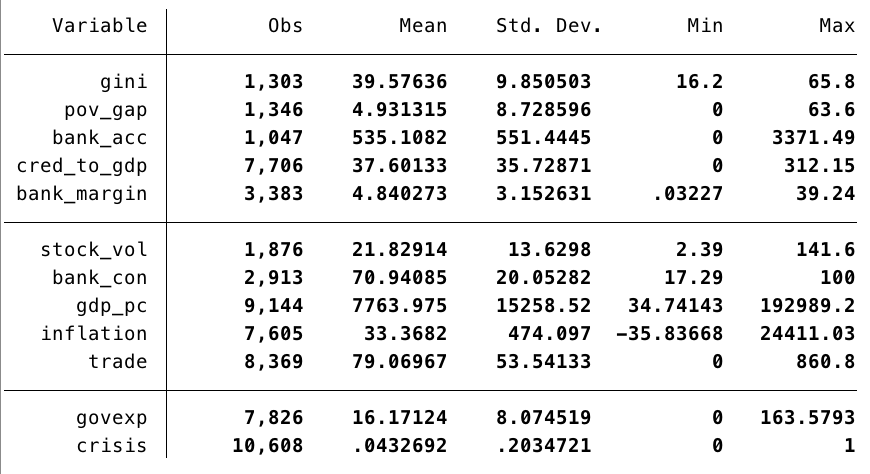 Variable Obs Mean Std. Dev. Min Max
gini 1,303 39.57636 9.850503 16.2 65.8
pov_gap 1,346 4.931315 8.728596 0 63.6
bank_acc 1,047 535.1082 551.4445 0 3371.49
cred_to_gdp 7,706 37.60133 35.72871 0 312.15
bank_margin 3,383 4.840273 3.152631 .03227 39.24
stock_vol 1,876 21.82914 13.6298 2.39 141.6
bank_con 2,913 70.94085 20.05282 17.29 100
gdp_pc 9,144 7763.975 15258.52 34.74143 192989.2
inflation 7,605 33.3682 474.097 -35.83668 24411.03
trade 8,369 79.06967 53.54133 0 860.8
govexp 7,826 16.17124 8.074519 0 163.5793
crisis 10,608 .0432692 .2034721 0 1